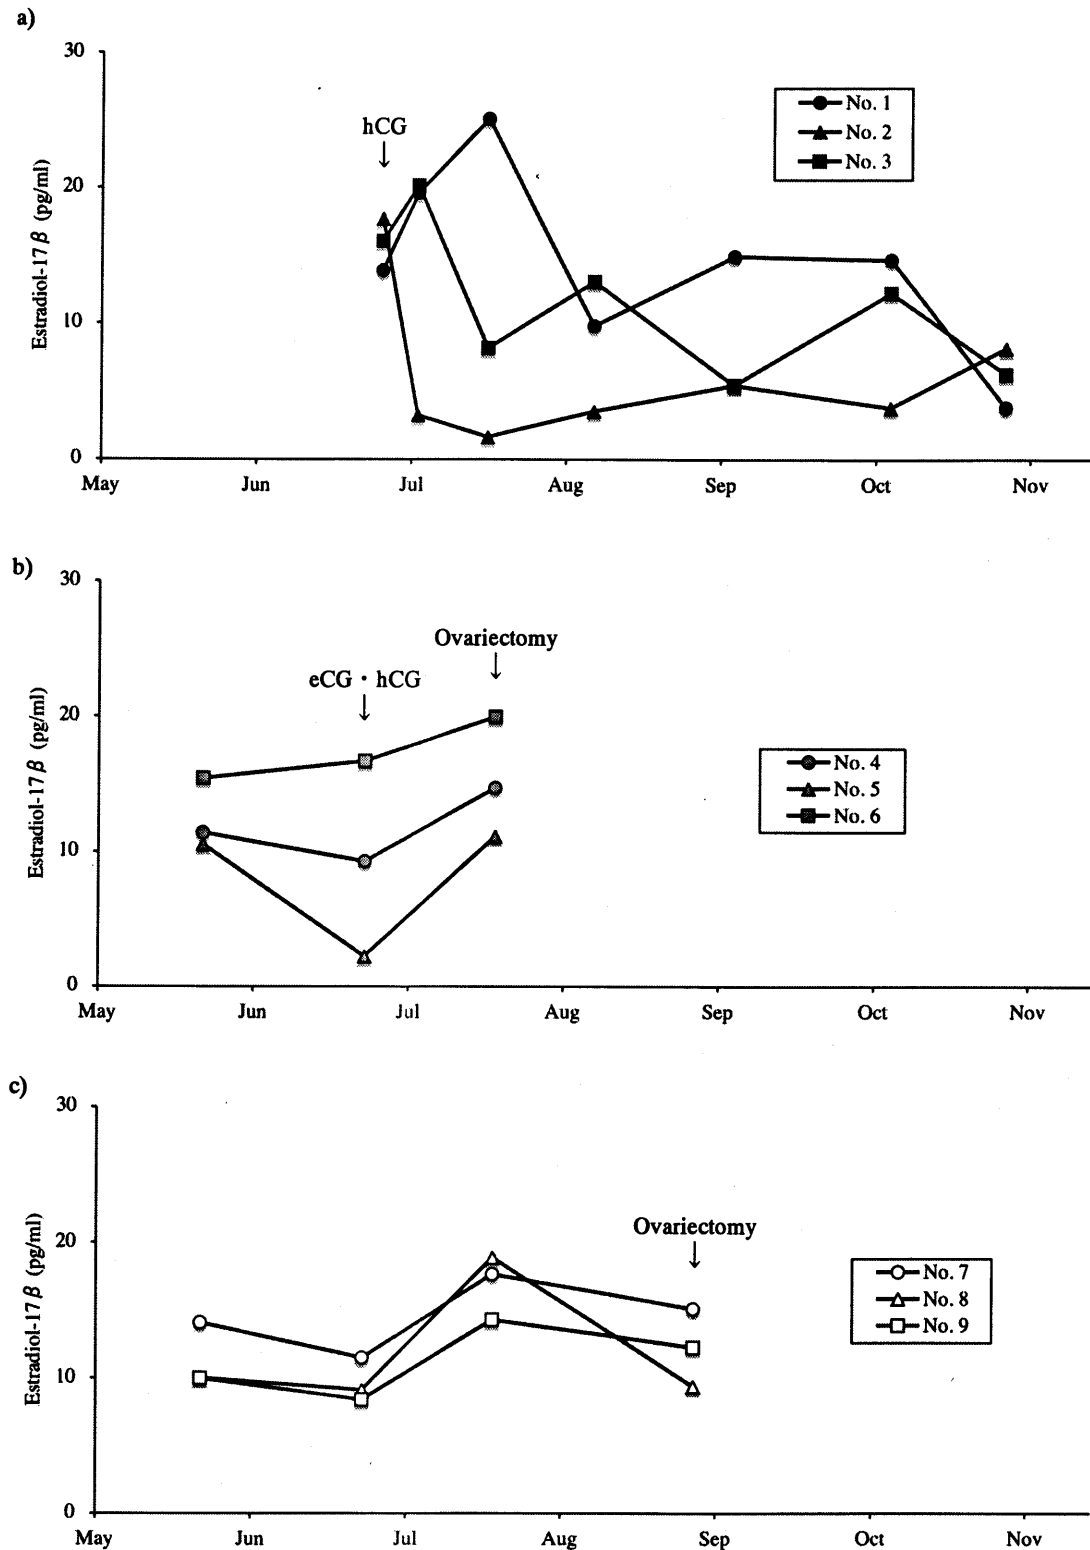 a)
30
20
10
0
Estradiol-17β (pg/ml)
hCG
No. 1
No. 2
No. 3
May Jun Jul Aug Sep Oct Nov
b)
30
20
10
0
Estradiol-17β (pg/ml)
Ovariectomy
eCG・hCG
No. 4
No. 5
No. 6
May Jun Jul Aug Sep Oct Nov
c)
30
20
10
0
Estradiol-17β (pg/ml)
Ovariectomy
No. 7
No. 8
No. 9
May Jun Jul Aug Sep Oct Nov